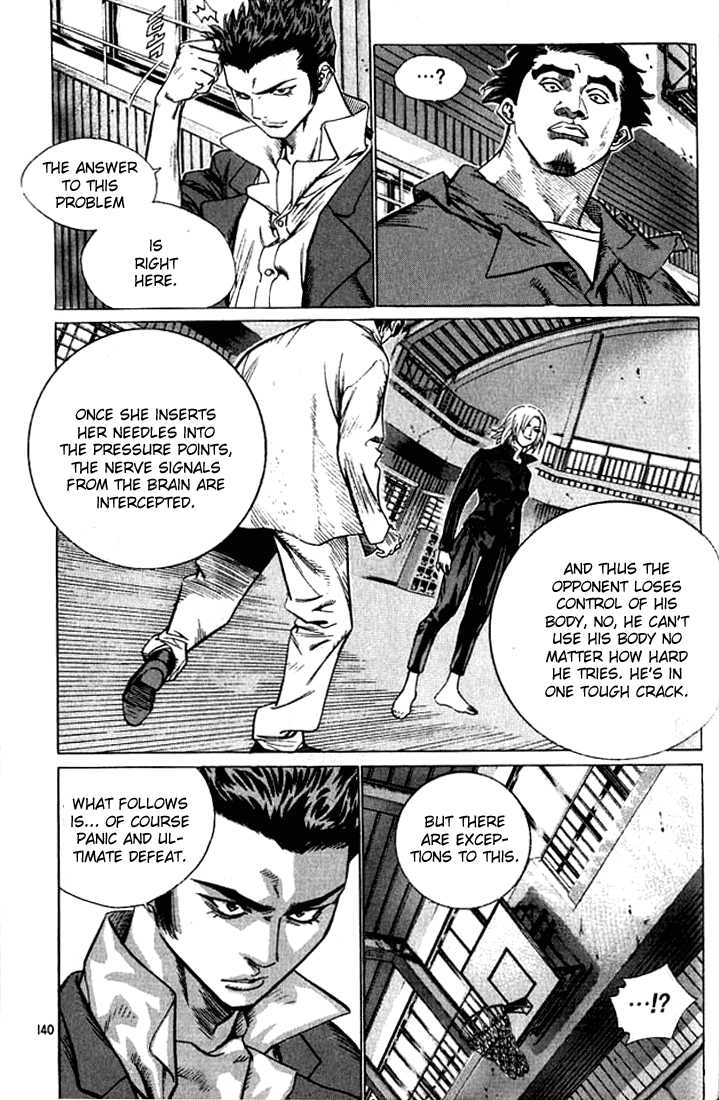 THE ANSWER
TO THIS
PROBLEM
IS
RIGHT
HERE.
...?
ONCE SHE INSERTS
HER NEEDLES INTO
THE PRESSURE POINTS,
THE NERVE SIGNALS
FROM THE BRAIN ARE
INTERCEPTED.
AND THUS THE
OPPONENT LOSES
CONTROL OF HIS
BODY, NO, HE CAN'T
USE HIS BODY NO
MATTER HOW HARD
HE TRIES. HE'S IN
ONE TOUGH CRACK.
WHAT FOLLOWS
IS... OF COURSE
PANIC AND UL-
TIMATE DEFEAT.
BUT THERE
ARE EXCEP-
TIONS TO THIS.
...!?
140